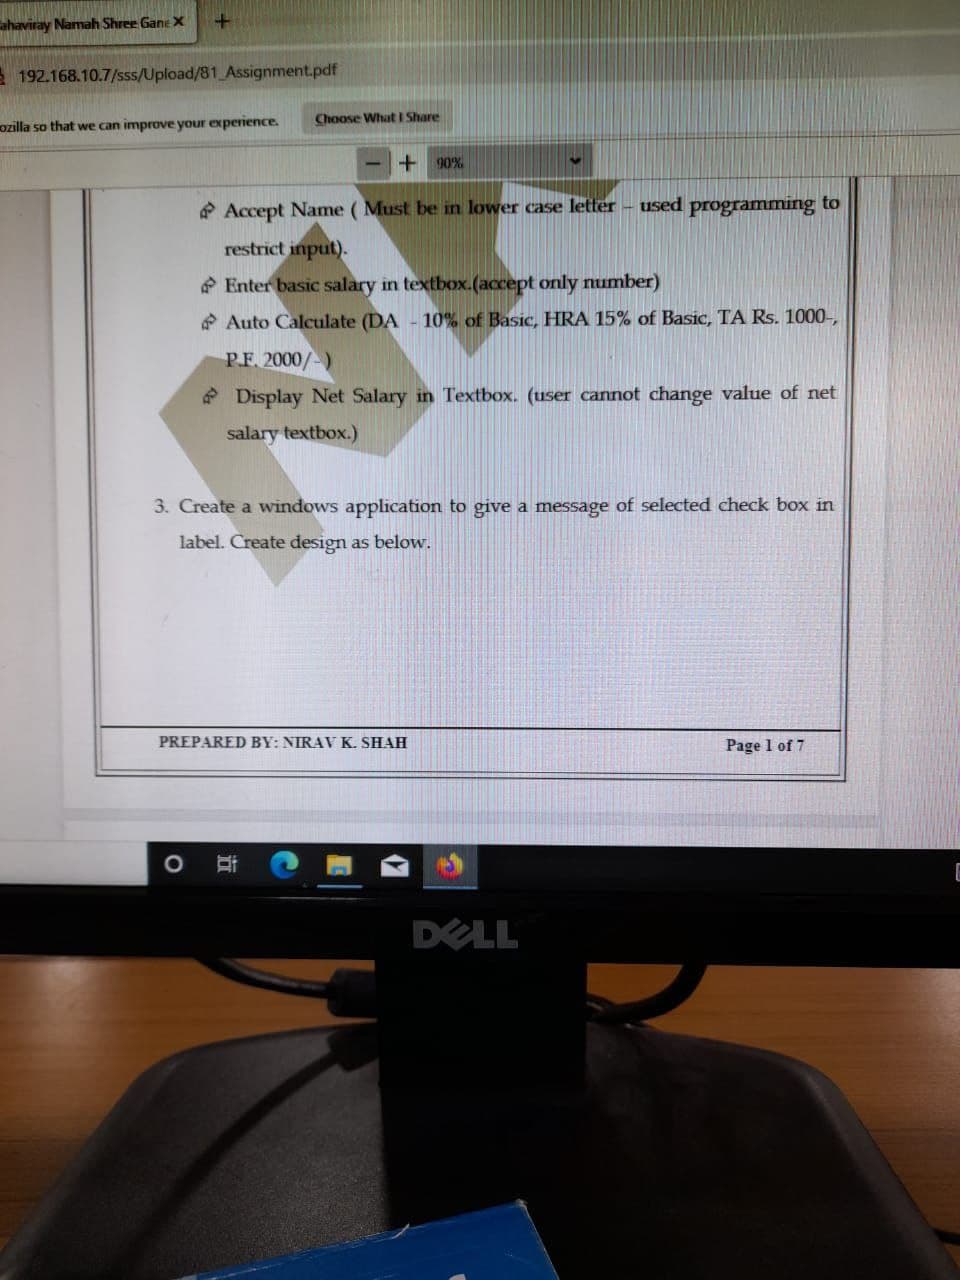 ahaviray Namah Shree Gane X +
192.168.10.7/sss/Upload/81_Assignment.pdf
ozilla so that we can improve your experience. Choose What I Share
− + 90%
Accept Name ( Must be in lower case letter – used programming to
restrict input).
Enter basic salary in textbox.(accept only number)
Auto Calculate (DA - 10% of Basic, HRA 15% of Basic, TA Rs. 1000-,
P.F. 2000/-)
Display Net Salary in Textbox. (user cannot change value of net
salary textbox.)
3. Create a windows application to give a message of selected check box in
label. Create design as below.
PREPARED BY: NIRAV K. SHAH Page 1 of 7
DELL